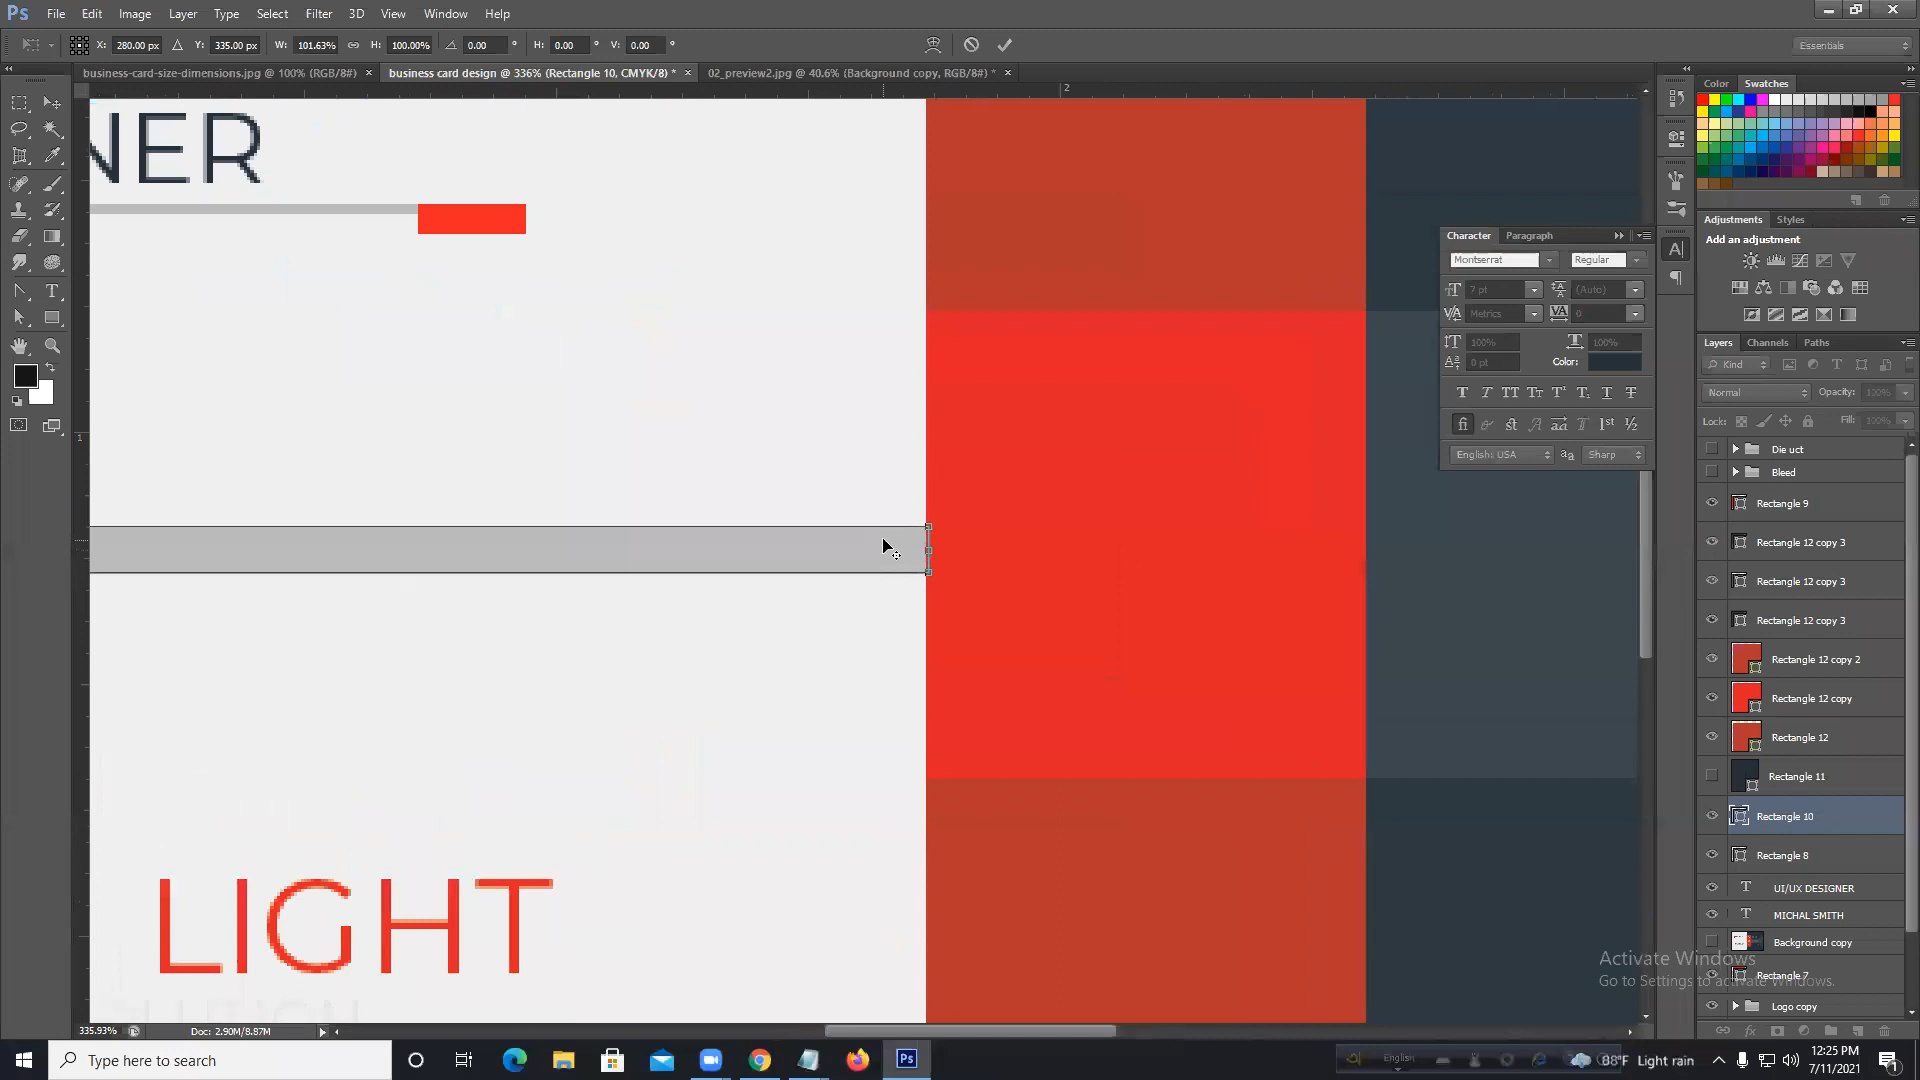 Ps File Edit Image Layer Type Select Filter 3D View Window Help
X: 280.00 px Y: 335.00 px W: 101.63% H: 100.00% 0.00 ° H: 0.00 ° V: 0.00 ° Essentials
business-card-size-dimensions.jpg @ 100% (RGB/8#) × business card design @ 336% (Rectangle 10, CMYK/8) * × 02_preview2.jpg @ 40.6% (Background copy, RGB/8#) * ×
2
1
NER
LIGHT
Color Swatches
Adjustments Styles
Add an adjustment
Character Paragraph
Montserrat Regular
7 pt (Auto)
Metrics 0
100% 100%
0 pt Color:
English: USA aa Sharp
Layers Channels Paths
Kind
Normal Opacity: 100%
Lock: Fill: 100%
Die uct
Bleed
Rectangle 9
Rectangle 12 copy 3
Rectangle 12 copy 3
Rectangle 12 copy 3
Rectangle 12 copy 2
Rectangle 12 copy
Rectangle 12
Rectangle 11
Rectangle 10
Rectangle 8
UI/UX DESIGNER
MICHAL SMITH
Background copy
Rectangle 7
Logo copy
Activate Windows
Go to Settings to activate Windows.
335.93% Doc: 2.90M/8.87M
Type here to search
Ps
English
88°F Light rain
12:25 PM
7/11/2021
1